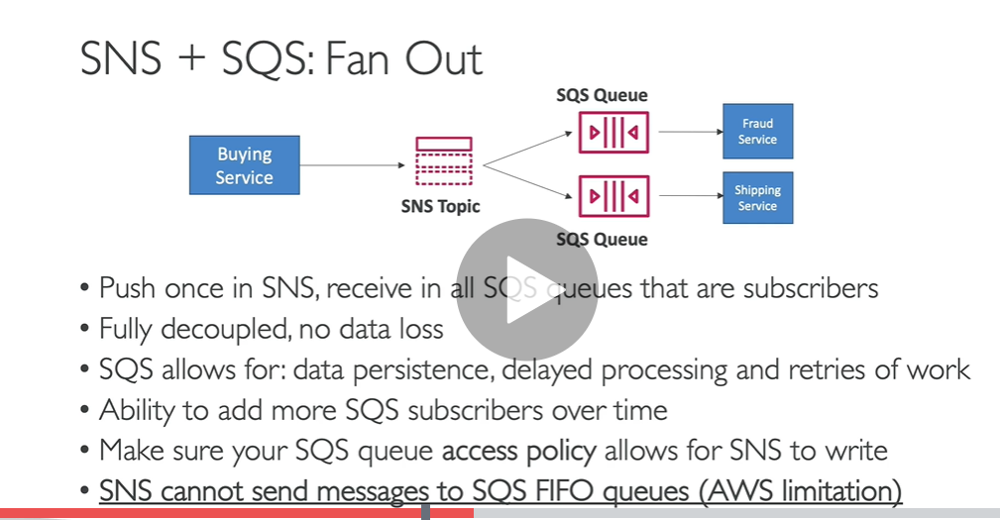 SNS + SQS: Fan Out
SQS Queue
Buying
Service
Fraud
Service
SNS Topic
Shipping
Service
SQS Queue
• Push once in SNS, receive in all SQS queues that are subscribers
• Fully decoupled, no data loss
• SQS allows for: data persistence, delayed processing and retries of work
• Ability to add more SQS subscribers over time
• Make sure your SQS queue access policy allows for SNS to write
• SNS cannot send messages to SQS FIFO queues (AWS limitation)